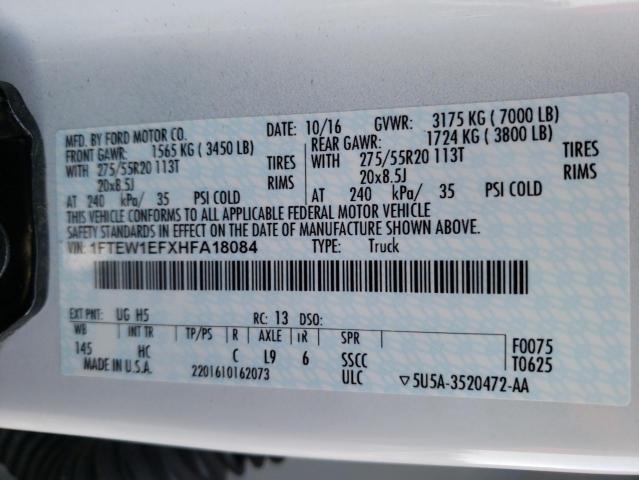 MFD. BY FORD MOTOR CO.
DATE: 10/16 GVWR: 3175 KG ( 7000 LB)
FRONT GAWR: 1565 KG ( 3450 LB) REAR GAWR: 1724 KG ( 3800 LB)
WITH 275/55R20 113T TIRES WITH 275/55R20 113T TIRES
20x8.5J RIMS 20x8.5J RIMS
AT 240 kPa/ 35 PSI COLD AT 240 kPa/ 35 PSI COLD
THIS VEHICLE CONFORMS TO ALL APPLICABLE FEDERAL MOTOR VEHICLE
SAFETY STANDARDS IN EFFECT ON THE DATE OF MANUFACTURE SHOWN ABOVE.
VIN: 1FTEW1EFXHFA18084 TYPE: Truck
EXT PNT: UG H5 RC: 13 DSO:
WB INT TR TP/PS R AXLE TR SPR F0075
145 HC C L9 6 SSCC T0625
MADE IN U.S.A. 2201610162073 ULC ▽5U5A-3520472-AA